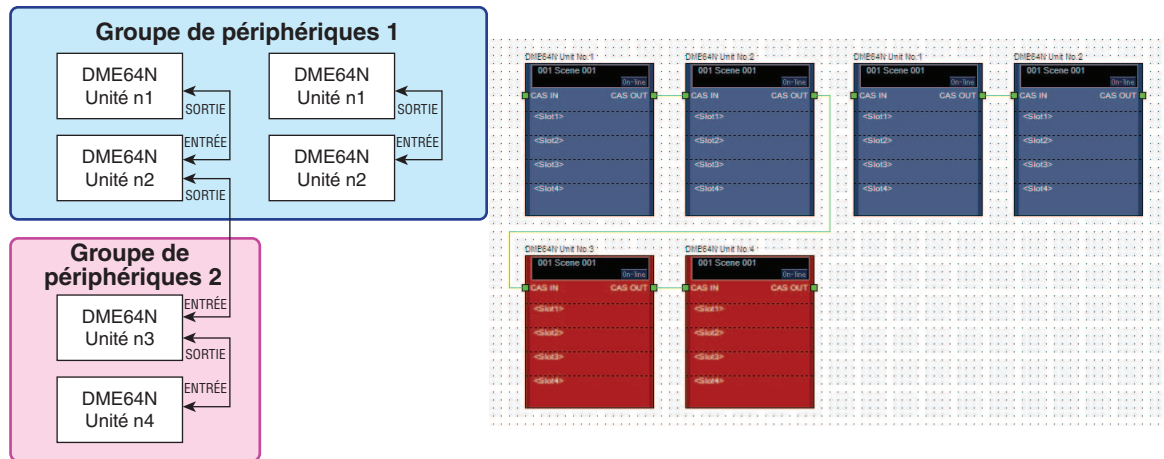 Groupe de périphériques 1
DME64N
Unité n1
SORTIE
ENTRÉE
DME64N
Unité n2
SORTIE
DME64N
Unité n1
SORTIE
ENTRÉE
DME64N
Unité n2
Groupe de
périphériques 2
ENTRÉE
DME64N
Unité n3
SORTIE
ENTRÉE
DME64N
Unité n4
DME64N Unit No.1
001 Scene 001
On-line
CAS IN CAS OUT
<Slot1>
<Slot2>
<Slot3>
<Slot4>
DME64N Unit No.2
001 Scene 001
On-line
CAS IN CAS OUT
<Slot1>
<Slot2>
<Slot3>
<Slot4>
DME64N Unit No.1
001 Scene 001
On-line
CAS IN CAS OUT
<Slot1>
<Slot2>
<Slot3>
<Slot4>
DME64N Unit No.2
001 Scene 001
On-line
CAS IN CAS OUT
<Slot1>
<Slot2>
<Slot3>
<Slot4>
DME64N Unit No.3
001 Scene 001
On-line
CAS IN CAS OUT
<Slot1>
<Slot2>
<Slot3>
<Slot4>
DME64N Unit No.4
001 Scene 001
On-line
CAS IN CAS OUT
<Slot1>
<Slot2>
<Slot3>
<Slot4>